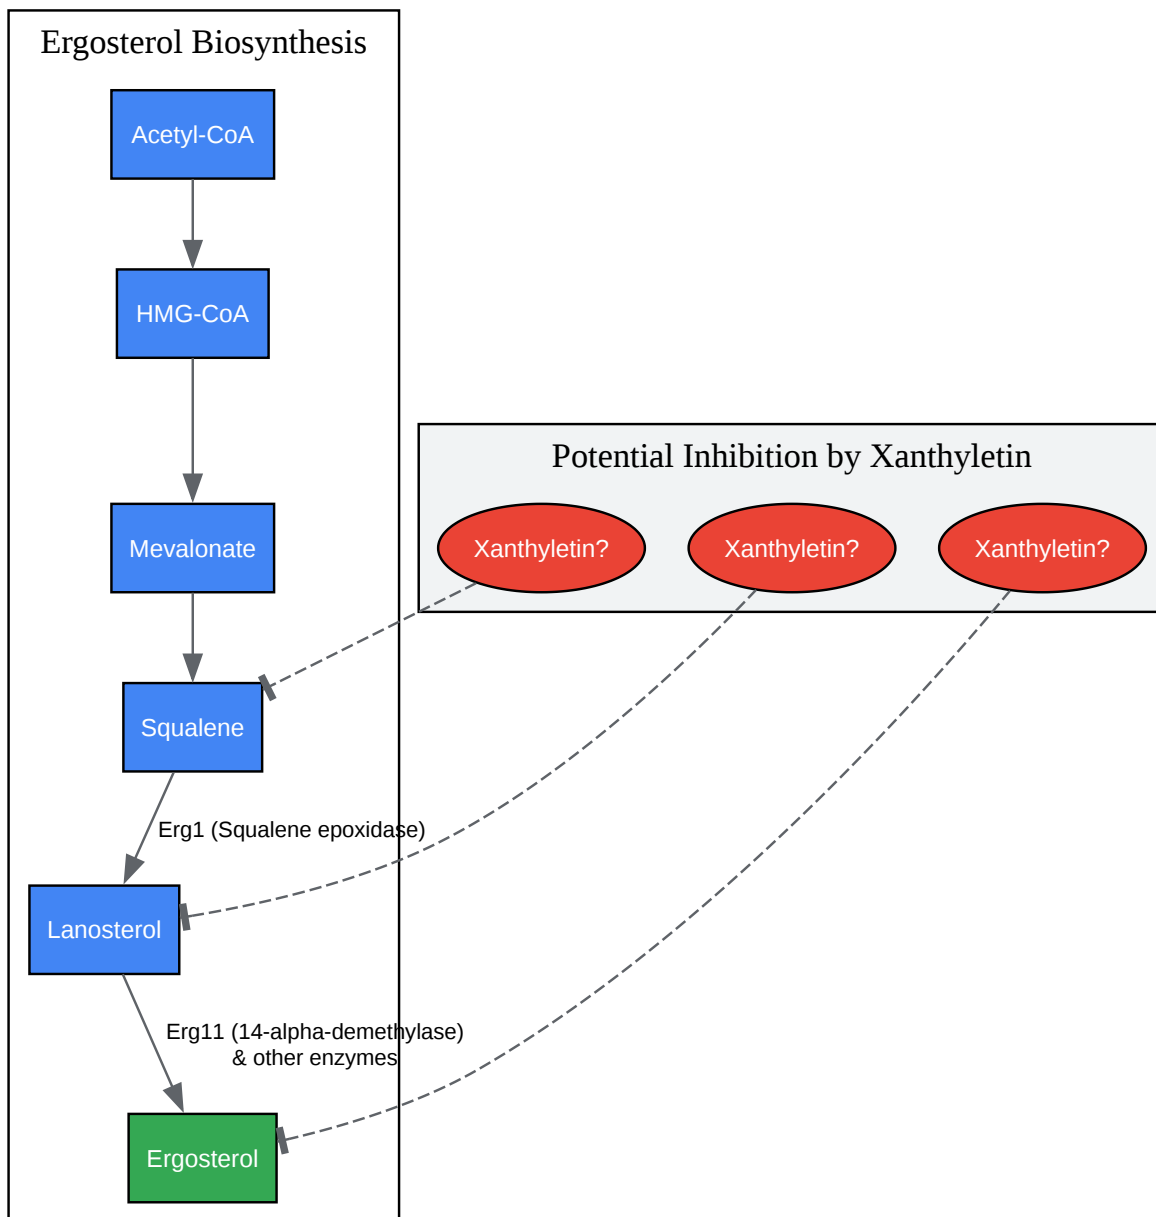 Ergosterol Biosynthesis
Acetyl-CoA
HMG-CoA
Potential Inhibition by Xanthyletin
Mevalonate
Xanthyletin?
Xanthyletin?
Xanthyletin?
Squalene
Erg1 (Squalene epoxidase)
Lanosterol
Erg11 (14-alpha-demethylase)
& other enzymes
Ergosterol